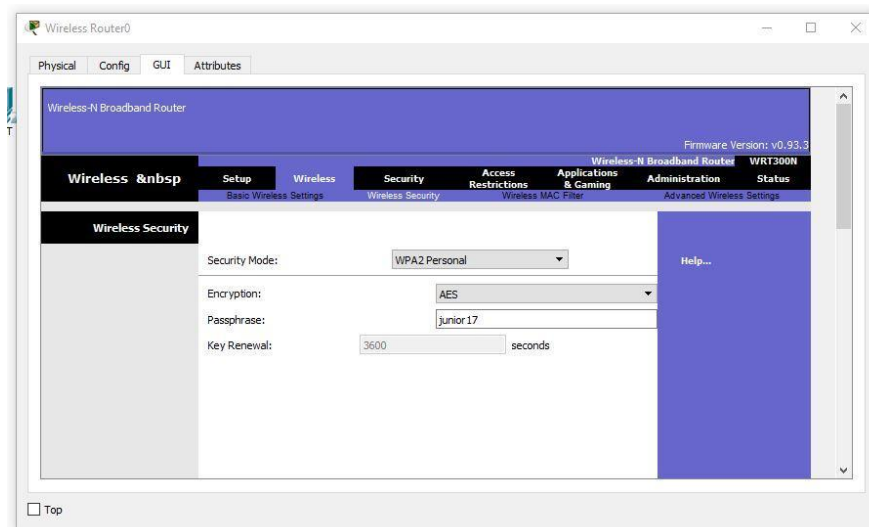 Wireless Router0
Physical Config GUI Attributes
T
Wireless-N Broadband Router
Firmware Version: v0.93.3
Wireless-N Broadband Router WRT300N
Wireless &nbsp Setup Wireless Security Access Restrictions Applications & Gaming Administration Status
Basic Wireless Settings Wireless Security Wireless MAC Filter Advanced Wireless Settings
Wireless Security
Security Mode: WPA2 Personal Help...
Encryption: AES
Passphrase: junior17
Key Renewal: 3600 seconds
Top